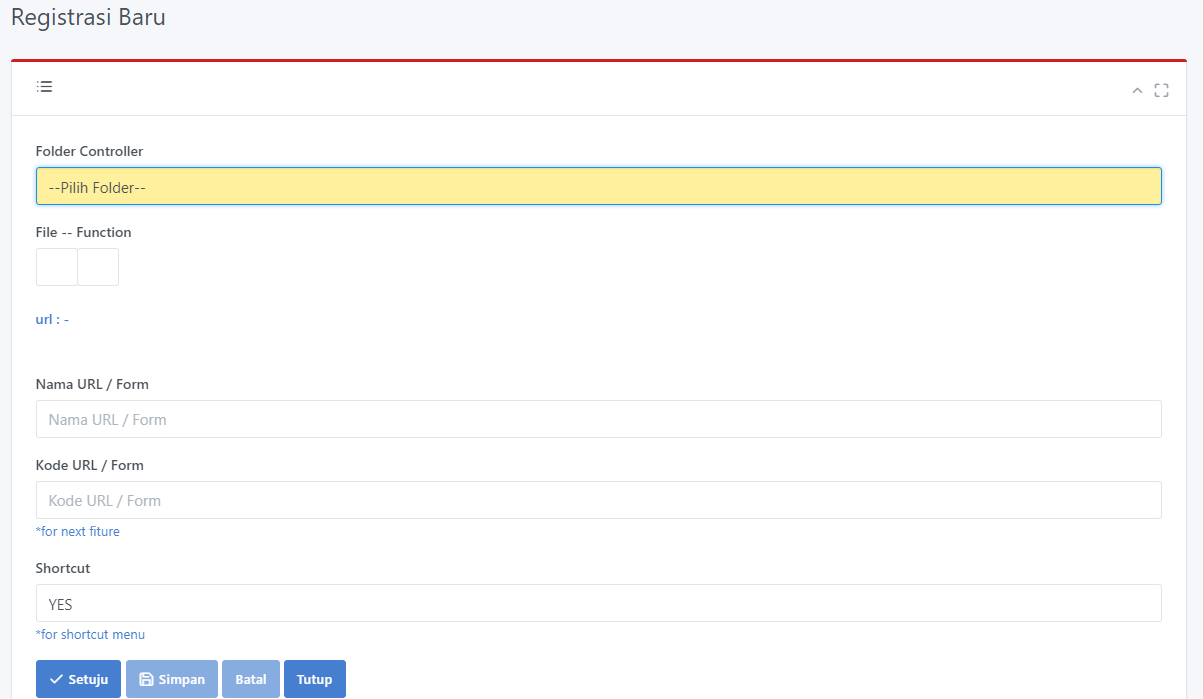 Registrasi Baru
Folder Controller
--Pilih Folder--
File -- Function
url : -
Nama URL / Form
Nama URL / Form
Kode URL / Form
Kode URL / Form
*for next fiture
Shortcut
YES
*for shortcut menu
Setuju Simpan Batal Tutup